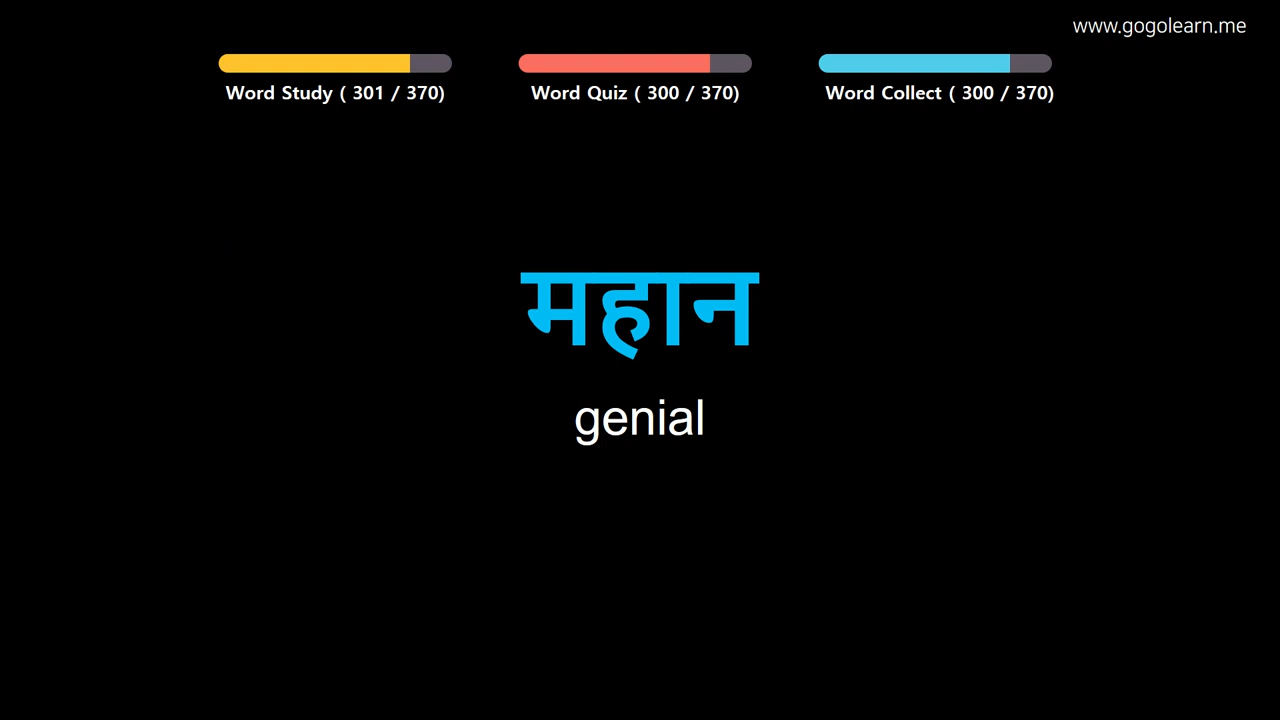 www.gogolearn.me
Word Study ( 301 / 370)
Word Quiz ( 300 / 370)
Word Collect ( 300 / 370)
महान
genial